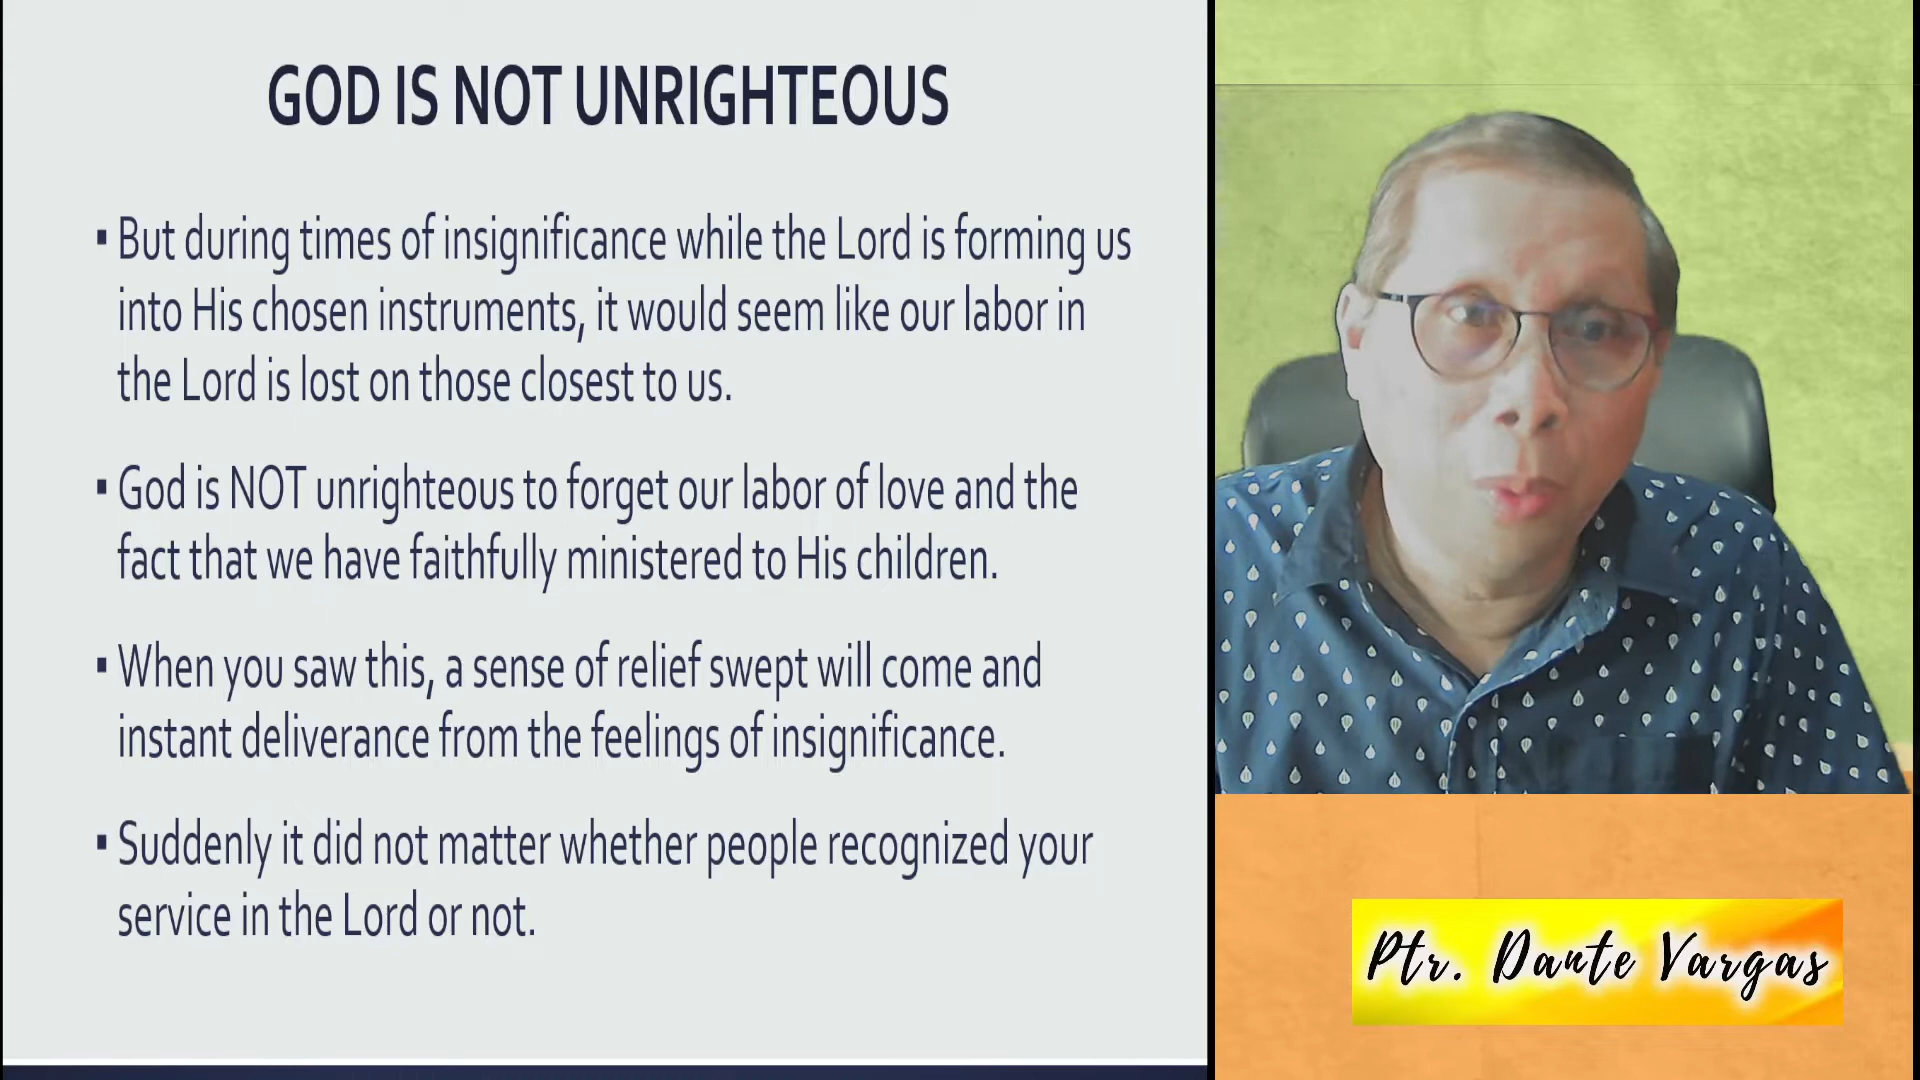 GOD IS NOT UNRIGHTEOUS
▪ But during times of insignificance while the Lord is forming us
into His chosen instruments, it would seem like our labor in
the Lord is lost on those closest to us.
▪ God is NOT unrighteous to forget our labor of love and the
fact that we have faithfully ministered to His children.
▪ When you saw this, a sense of relief swept will come and
instant deliverance from the feelings of insignificance.
▪ Suddenly it did not matter whether people recognized your
service in the Lord or not.
Ptr. Dante Vargas